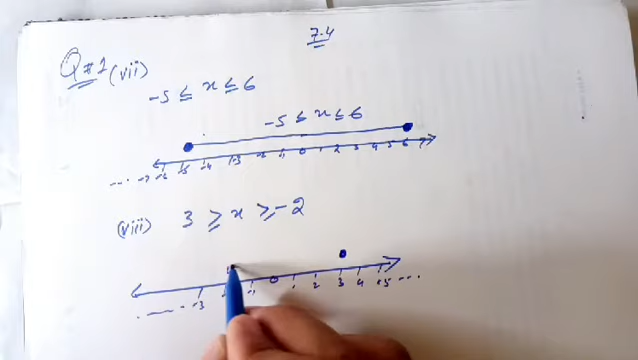 7.4
Q#2 (vii)
-5 ≤ x ≤ 6
-5 ≤ x ≤ 6
.... -7 -6 -5 -4 -3 -2 -1 0 1 2 3 4 5 6 7
(viii) 3 ≥ x ≥ -2
-3 -1 0 1 2 3 4 5 ....